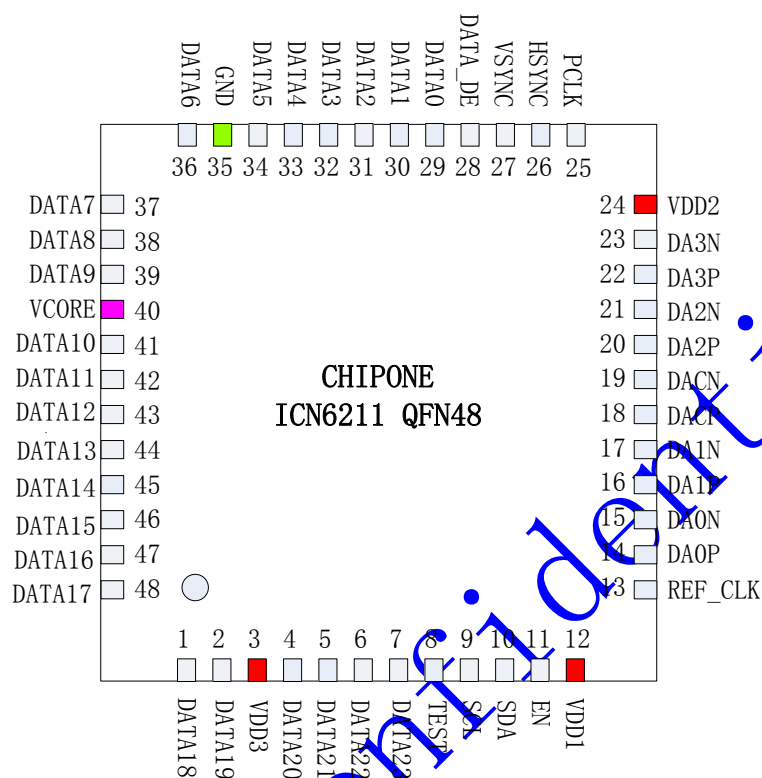 DATA6 GND DATA5 DATA4 DATA3 DATA2 DATA1 DATA0 DATA_DE VSYNC HSYNC PCLK
36 35 34 33 32 31 30 29 28 27 26 25
DATA7 37 24 VDD2
DATA8 38 23 DA3N
DATA9 39 22 DA3P
VCORE 40 21 DA2N
DATA10 41 20 DA2P
DATA11 42 19 DACN
DATA12 43 18 DACP
DATA13 44 17 DA1N
DATA14 45 16 DA1P
DATA15 46 15 DA0N
DATA16 47 14 DA0P
DATA17 48 13 REF_CLK
CHIPONE
ICN6211 QFN48
1 2 3 4 5 6 7 8 9 10 11 12
DATA18 DATA19 VDD3 DATA20 DATA21 DATA22 DATA23 TEST SCL SDA EN VDD1
onfidenti